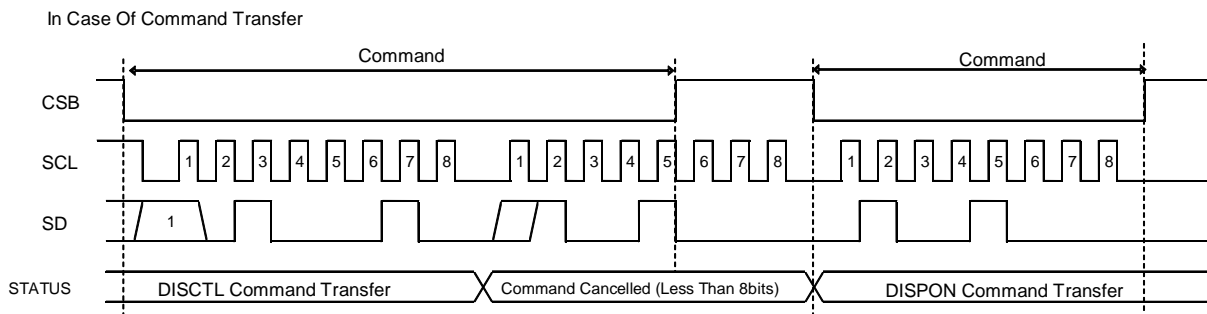 In Case Of Command Transfer
Command
Command
CSB
SCL
1 2 3 4 5 6 7 8 1 2 3 4 5 6 7 8 1 2 3 4 5 6 7 8
SD
1
STATUS
DISCTL Command Transfer
Command Cancelled (Less Than 8bits)
DISPON Command Transfer